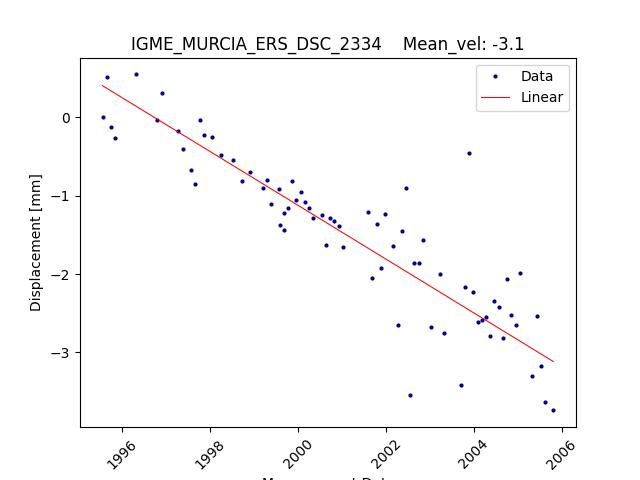 IGME_MURCIA_ERS_DSC_2334 Mean_vel: -3.1
Data
Linear
0
−1
−2
−3
Displacement [mm]
1996
1998
2000
2002
2004
2006